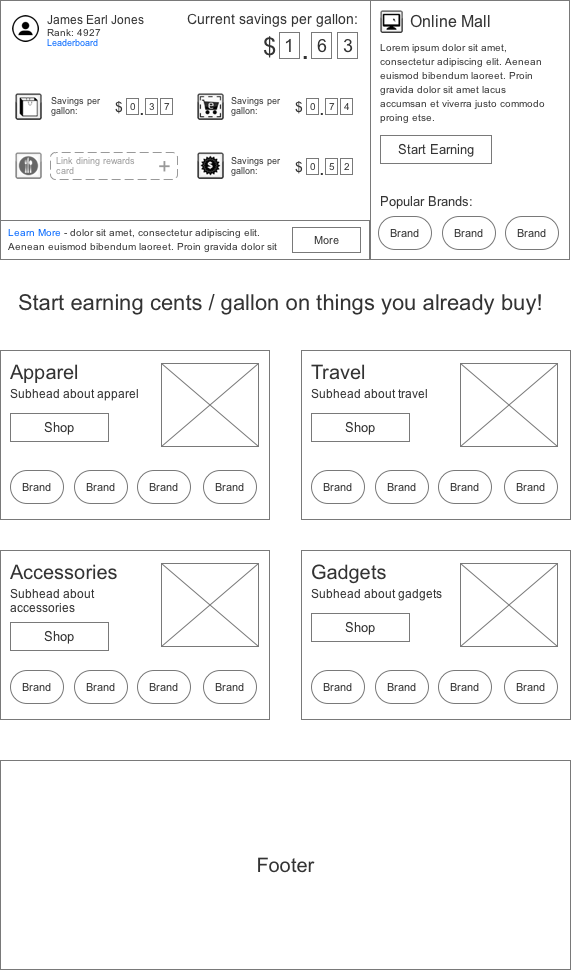 James Earl Jones
Rank: 4927
Leaderboard
Current savings per gallon:
$1.63
Savings per
gallon:
$0.37
Savings per
gallon:
$0.74
Link dining rewards
card
+
Savings per
gallon:
$0.52
Learn More - dolor sit amet, consectetur adipiscing elit.
Aenean euismod bibendum laoreet. Proin gravida dolor sit
More
Online Mall
Lorem ipsum dolor sit amet,
consectetur adipiscing elit. Aenean
euismod bibendum laoreet. Proin
gravida dolor sit amet lacus
accumsan et viverra justo commodo
proing etse.
Start Earning
Popular Brands:
Brand Brand Brand
Start earning cents / gallon on things you already buy!
Apparel
Subhead about apparel
Shop
Brand Brand Brand Brand
Travel
Subhead about travel
Shop
Brand Brand Brand Brand
Accessories
Subhead about
accessories
Shop
Brand Brand Brand Brand
Gadgets
Subhead about gadgets
Shop
Brand Brand Brand Brand
Footer